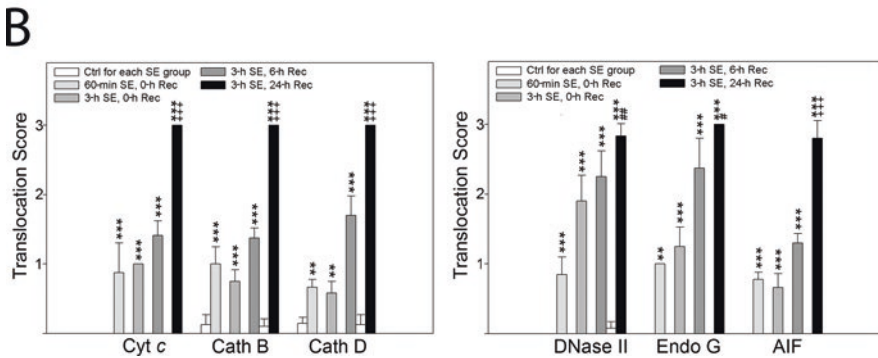 B
Ctrl for each SE group
60-min SE, 0-h Rec
3-h SE, 0-h Rec
3-h SE, 6-h Rec
3-h SE, 24-h Rec
Translocation Score
3
2
1
*** *** *** ***‡‡‡
*** *** *** ***‡‡‡
** ** *** ***‡‡‡
Cyt c Cath B Cath D
Ctrl for each SE group
60-min SE, 0-h Rec
3-h SE, 0-h Rec
3-h SE, 6-h Rec
3-h SE, 24-h Rec
Translocation Score
3
2
1
*** *** *** ***##
** *** *** ***#
*** *** *** ***‡‡‡
DNase II Endo G AIF